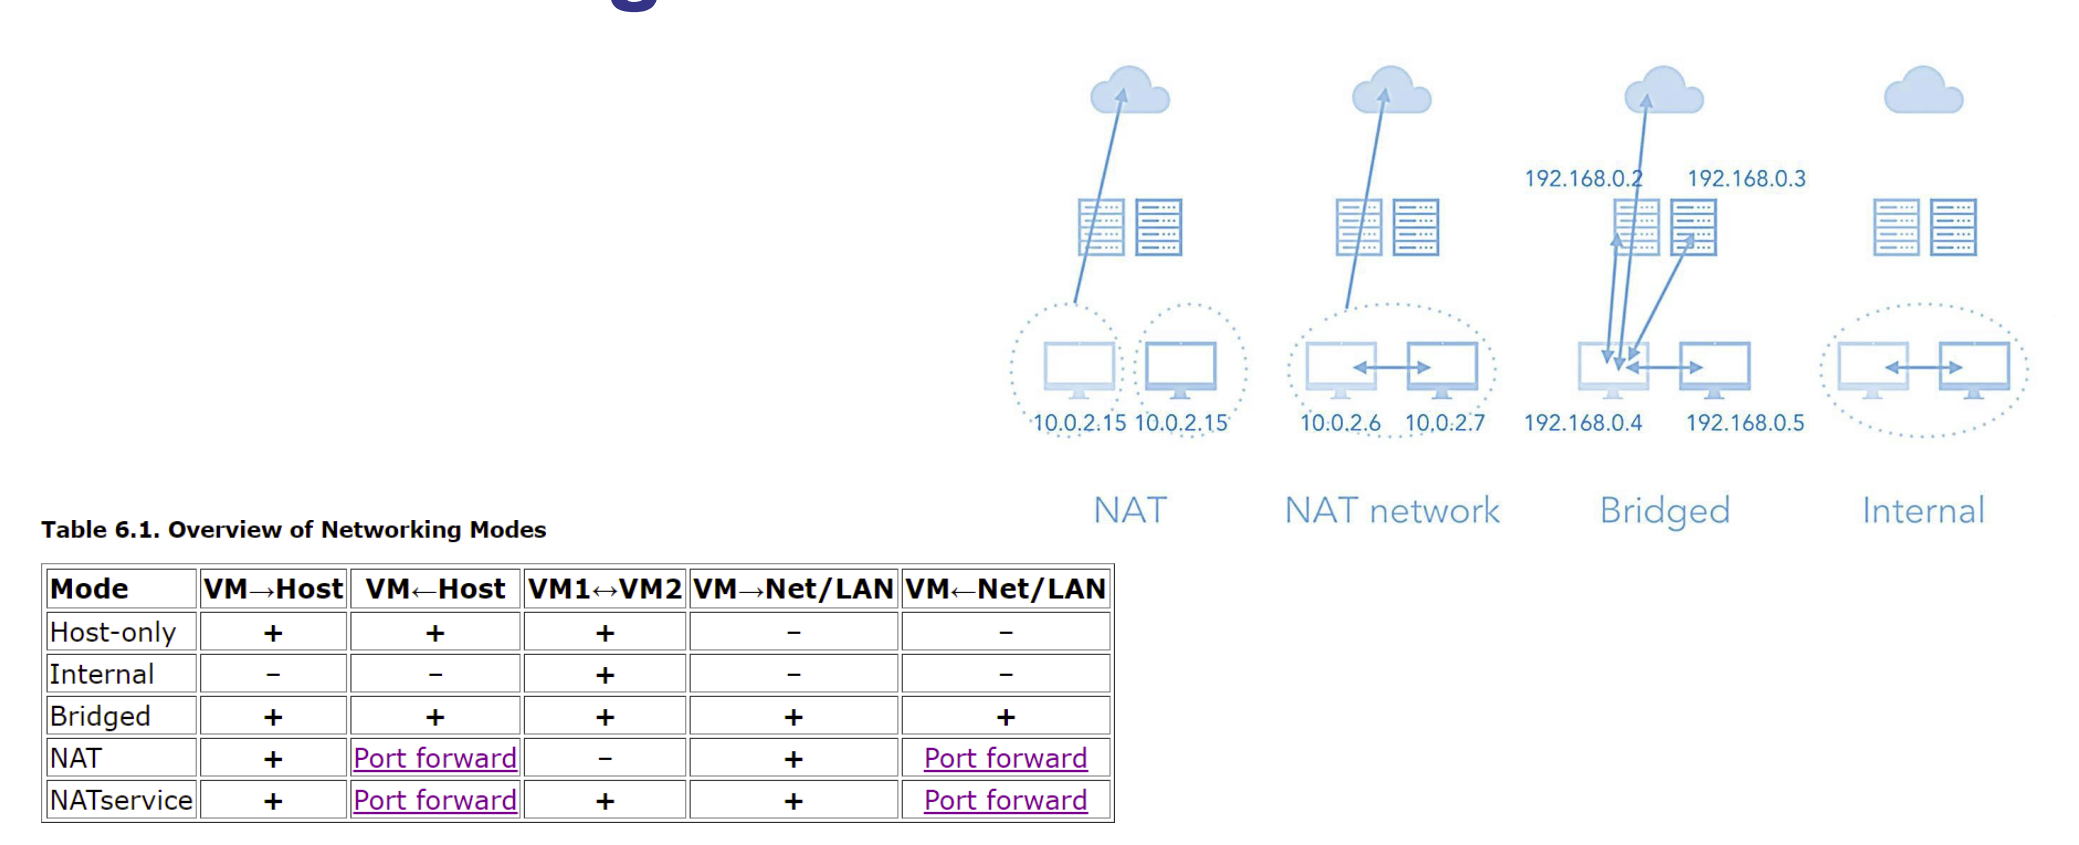 192.168.0.2 192.168.0.3
10.0.2.15 10.0.2.15 10.0.2.6 10.0.2.7 192.168.0.4 192.168.0.5
NAT NAT network Bridged Internal
Table 6.1. Overview of Networking Modes
Mode VM→Host VM←Host VM1↔VM2 VM→Net/LAN VM←Net/LAN
Host-only + + + – –
Internal – – + – –
Bridged + + + + +
NAT + Port forward – + Port forward
NATservice + Port forward + + Port forward